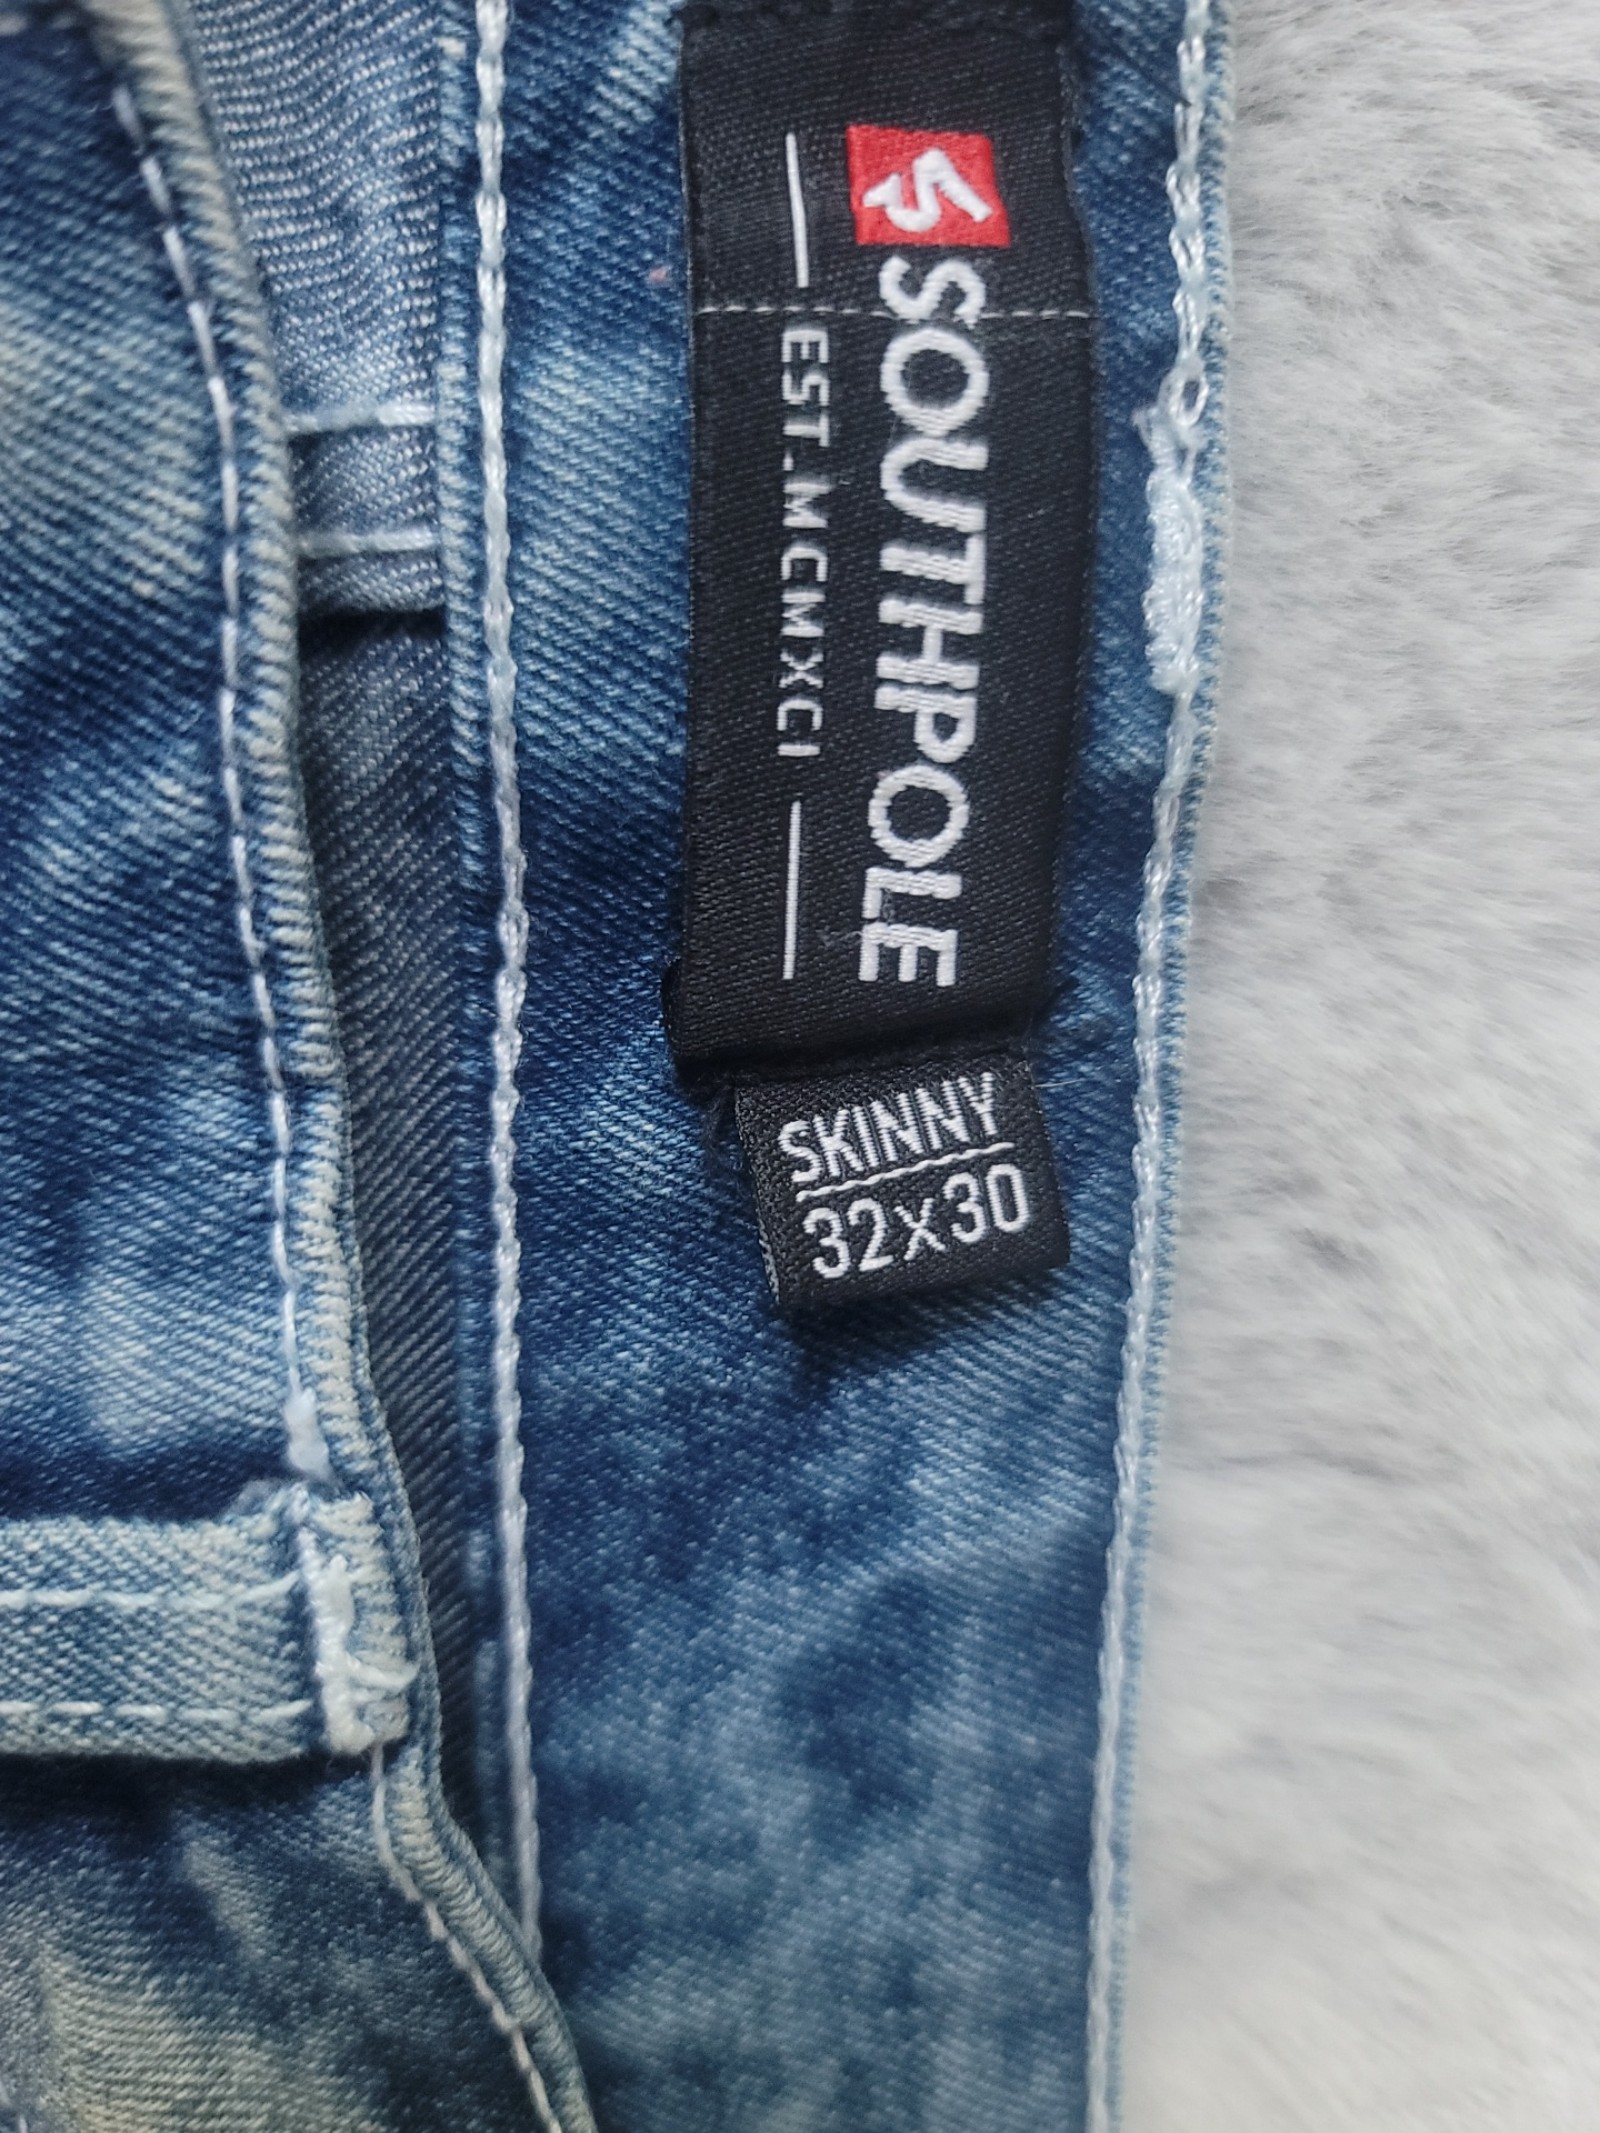 SOUTHPOLE
EST.MCMXCI
SKINNY
32x30